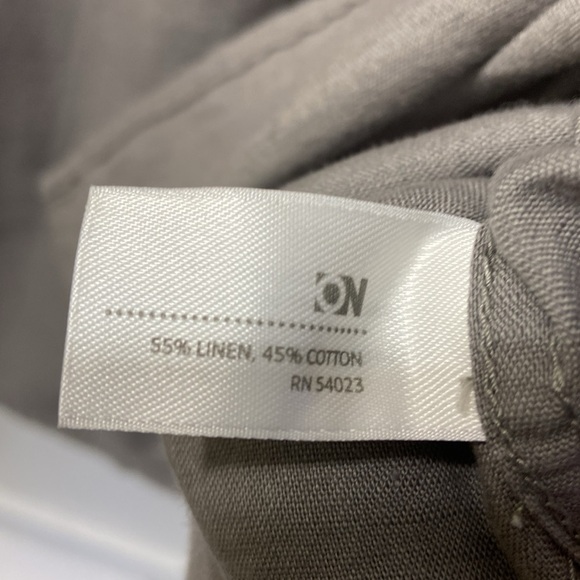 ON
55% LINEN, 45% COTTON
RN 54023